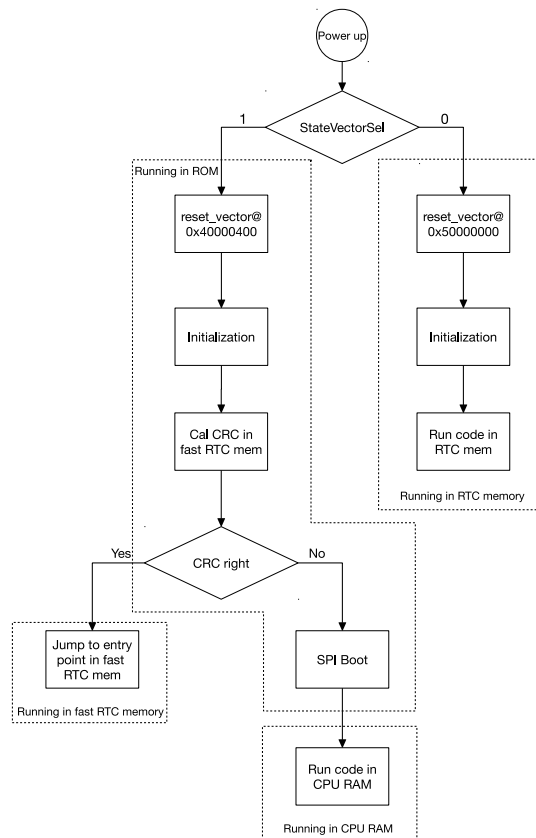 Power up
StateVectorSel
1
0
Running in ROM
reset_vector@
0x40000400
reset_vector@
0x50000000
Initialization
Initialization
Cal CRC in
fast RTC mem
Run code in
RTC mem
Running in RTC memory
Yes
CRC right
No
Jump to entry
point in fast
RTC mem
SPI Boot
Running in fast RTC memory
Run code in
CPU RAM
Running in CPU RAM